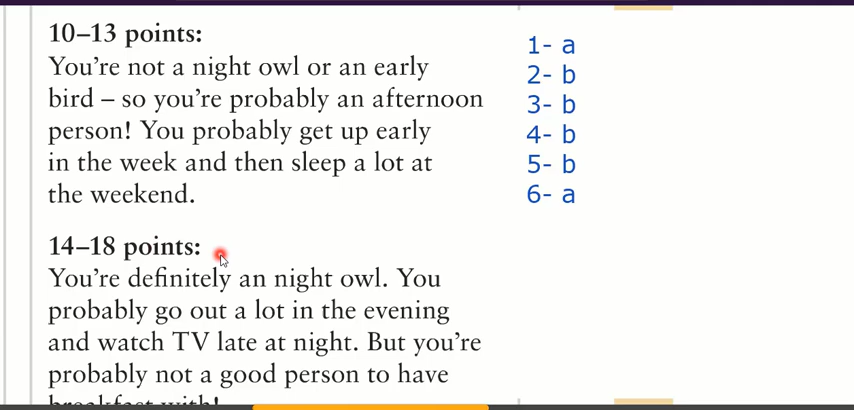 10–13 points:
You're not a night owl or an early
bird – so you're probably an afternoon
person! You probably get up early
in the week and then sleep a lot at
the weekend.
14–18 points:
You're definitely an night owl. You
probably go out a lot in the evening
and watch TV late at night. But you're
probably not a good person to have
breakfast with!
1- a
2- b
3- b
4- b
5- b
6- a